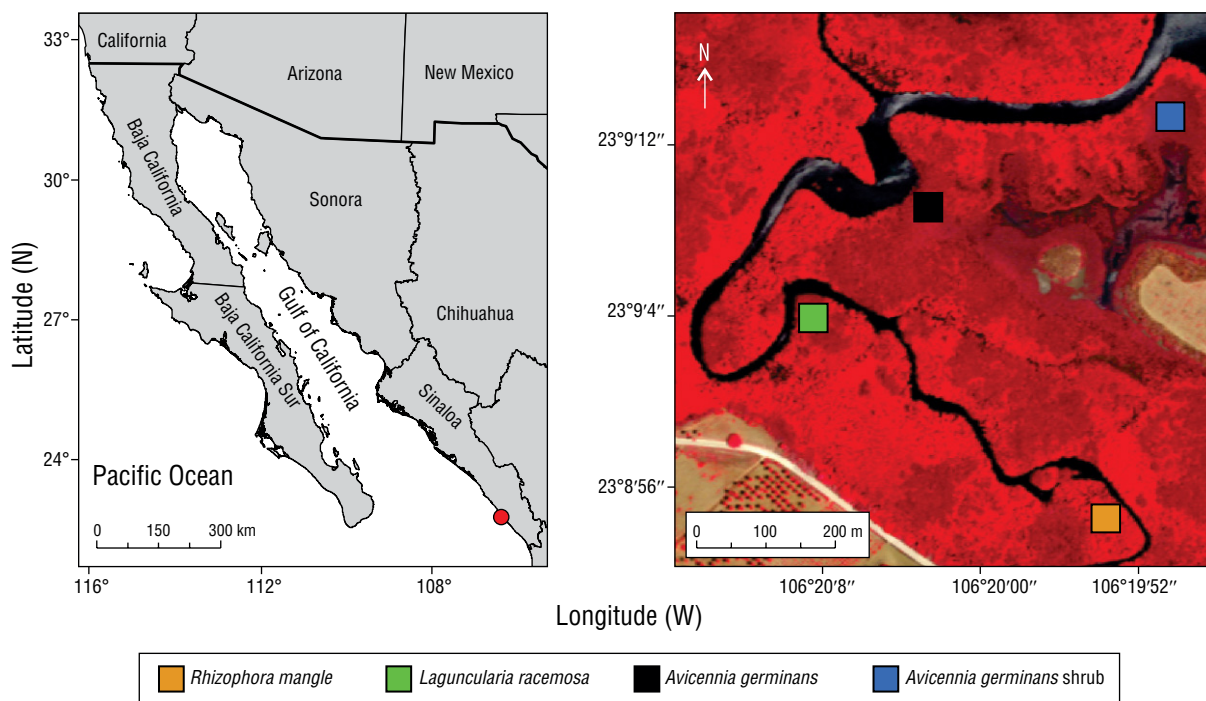 33°
30°
27°
24°
Latitude (N)
California
Arizona
New Mexico
Baja California
Sonora
Chihuahua
Gulf of California
Baja California Sur
Sinaloa
Pacific Ocean
0 150 300 km
116 112 108
N
23°9′12″
23°9′4″
23°8′56″
0 100 200 m
106°20′8″ 106°20′00″ 106°19′52″
Longitude (W)
Rhizophora mangle Laguncularia racemosa Avicennia germinans Avicennia germinans shrub